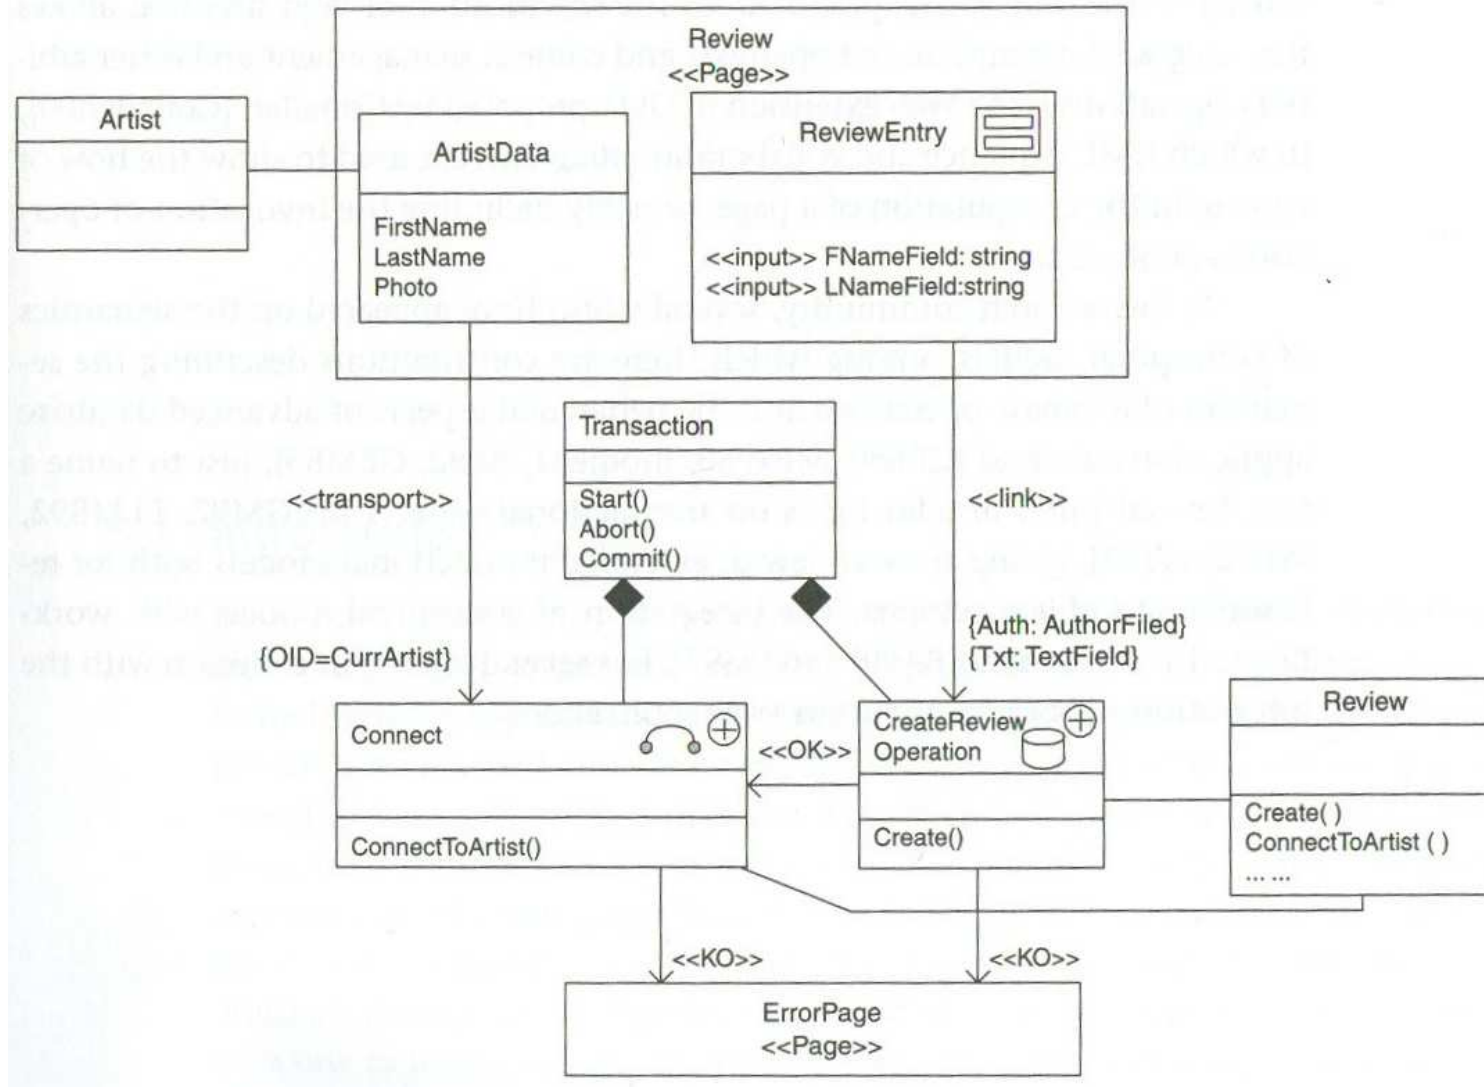 Review
<<Page>>
Artist
ArtistData
FirstName
LastName
Photo
ReviewEntry
<<input>> FNameField: string
<<input>> LNameField:string
Transaction
Start()
Abort()
Commit()
<<transport>>
<<link>>
{OID=CurrArtist}
{Auth: AuthorFiled}
{Txt: TextField}
Connect
ConnectToArtist()
<<OK>>
CreateReview
Operation
Create()
Review
Create( )
ConnectToArtist ( )
... ...
<<KO>>
<<KO>>
ErrorPage
<<Page>>